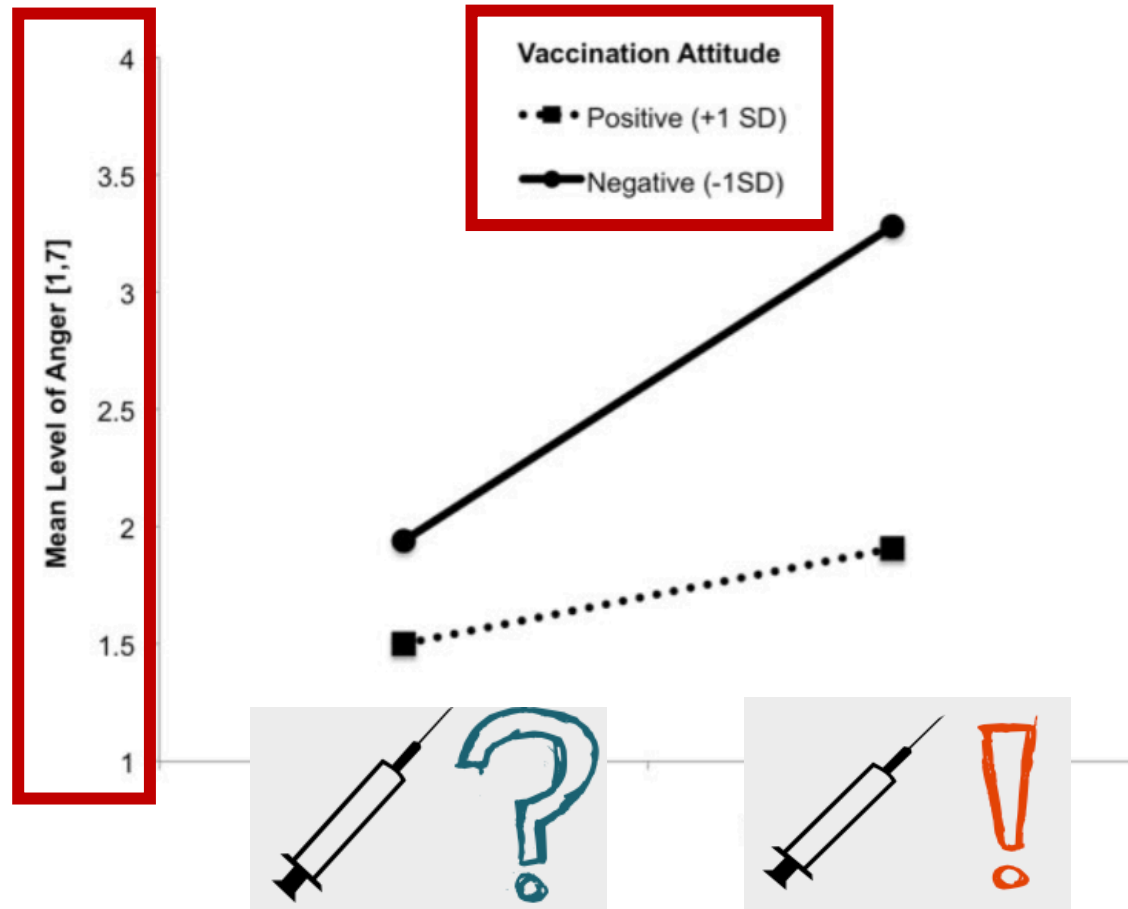 Vaccination Attitude
Positive (+1 SD)
Negative (-1SD)
Mean Level of Anger [1,7]
4
3.5
3
2.5
2
1.5
1
?
!